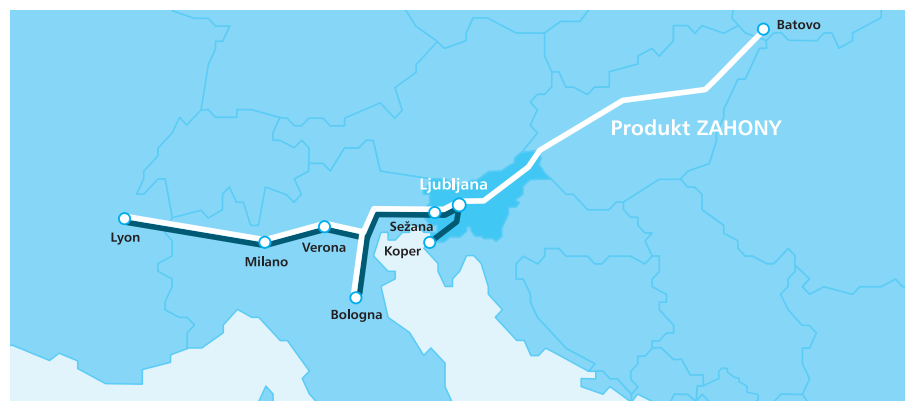 Batovo
Produkt ZAHONY
Ljubljana
Sežana
Lyon
Verona
Koper
Milano
Bologna